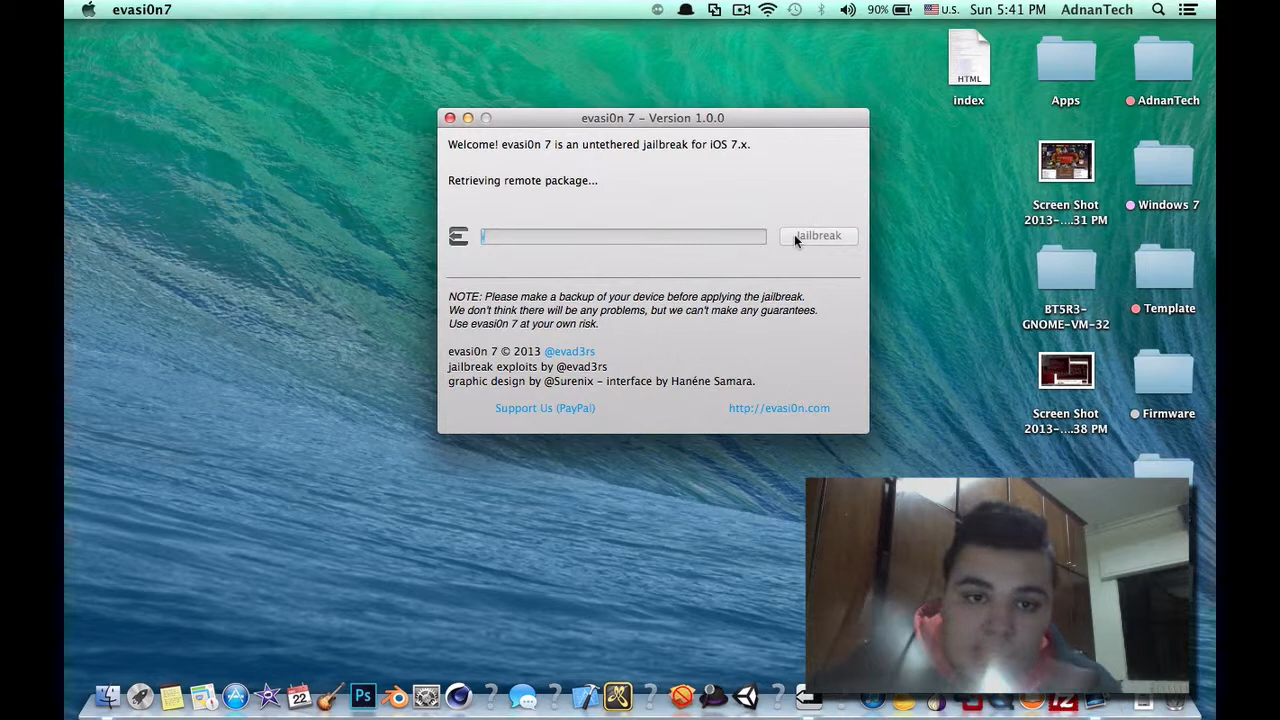 evasi0n7
90%
U.S.
Sun 5:41 PM
AdnanTech
evasi0n 7 – Version 1.0.0
Welcome! evasi0n 7 is an untethered jailbreak for iOS 7.x.
Retrieving remote package...
Jailbreak
NOTE: Please make a backup of your device before applying the jailbreak.
We don't think there will be any problems, but we can't make any guarantees.
Use evasi0n 7 at your own risk.
evasi0n 7 © 2013 @evad3rs
jailbreak exploits by @evad3rs
graphic design by @Surenix – interface by Hanéne Samara.
Support Us (PayPal)
http://evasi0n.com
HTML
index
Apps
AdnanTech
Screen Shot
2013-....31 PM
Windows 7
BT5R3-
GNOME-VM-32
Template
Screen Shot
2013-....38 PM
Firmware
22
Ps